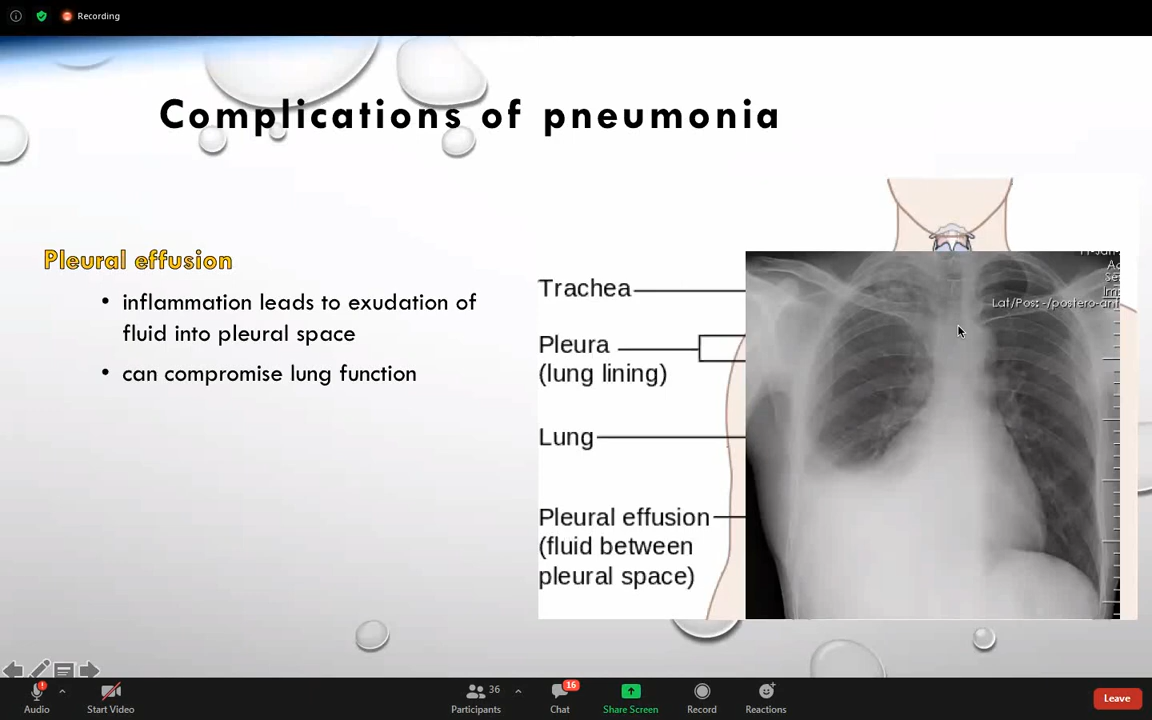 Recording
Complications of pneumonia
Pleural effusion
• inflammation leads to exudation of
fluid into pleural space
• can compromise lung function
Trachea
Pleura
(lung lining)
Lung
Pleural effusion
(fluid between
pleural space)
Lat/Pos: -/postero-ant
Audio
Start Video
36
Participants
16
Chat
Share Screen
Record
Reactions
Leave